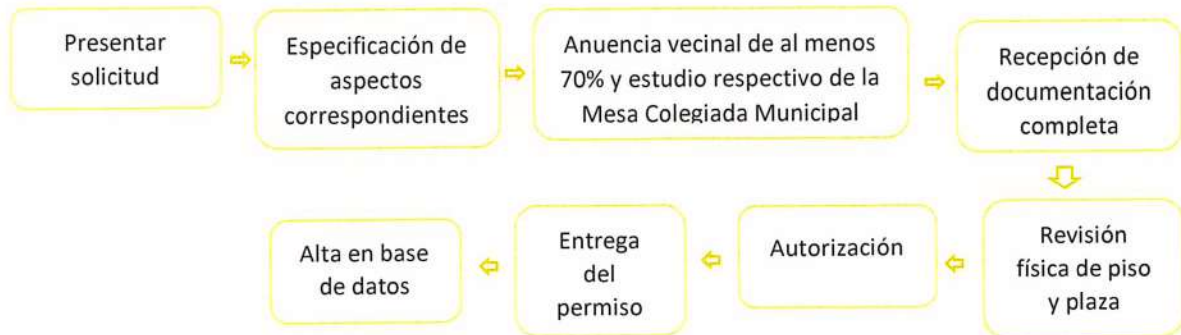 Presentar
solicitud
Especificación de
aspectos
correspondientes
Anuencia vecinal de al menos
70% y estudio respectivo de la
Mesa Colegiada Municipal
Recepción de
documentación
completa
Revisión
física de piso
y plaza
Autorización
Entrega
del
permiso
Alta en base
de datos